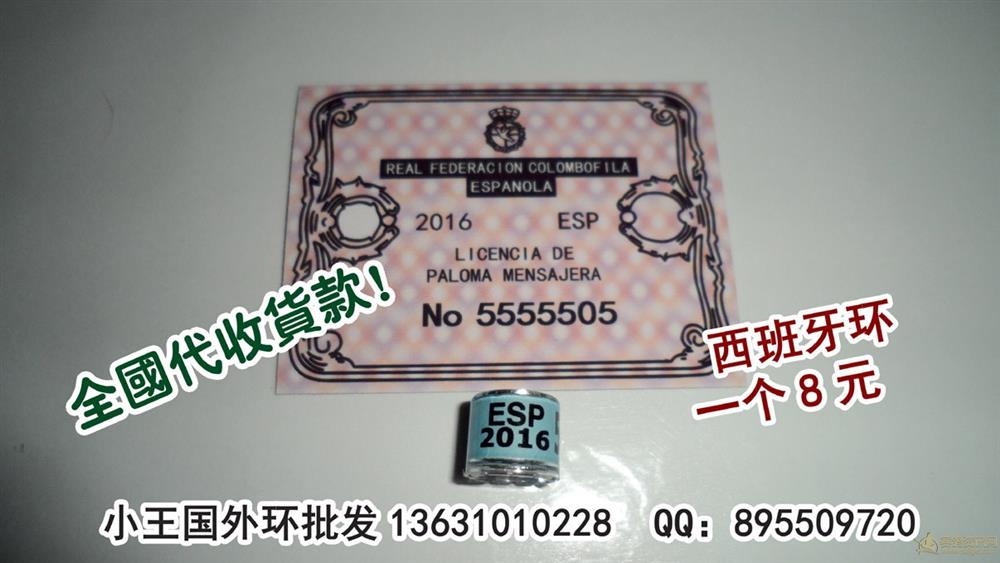 REAL FEDERACION COLOMBOFILA
ESPANOLA
2016 ESP
LICENCIA DE
PALOMA MENSAJERA
No 5555505
全國代收貨款!
西班牙环
一个8元
ESP
2016
小王国外环批发 13631010228 QQ：895509720